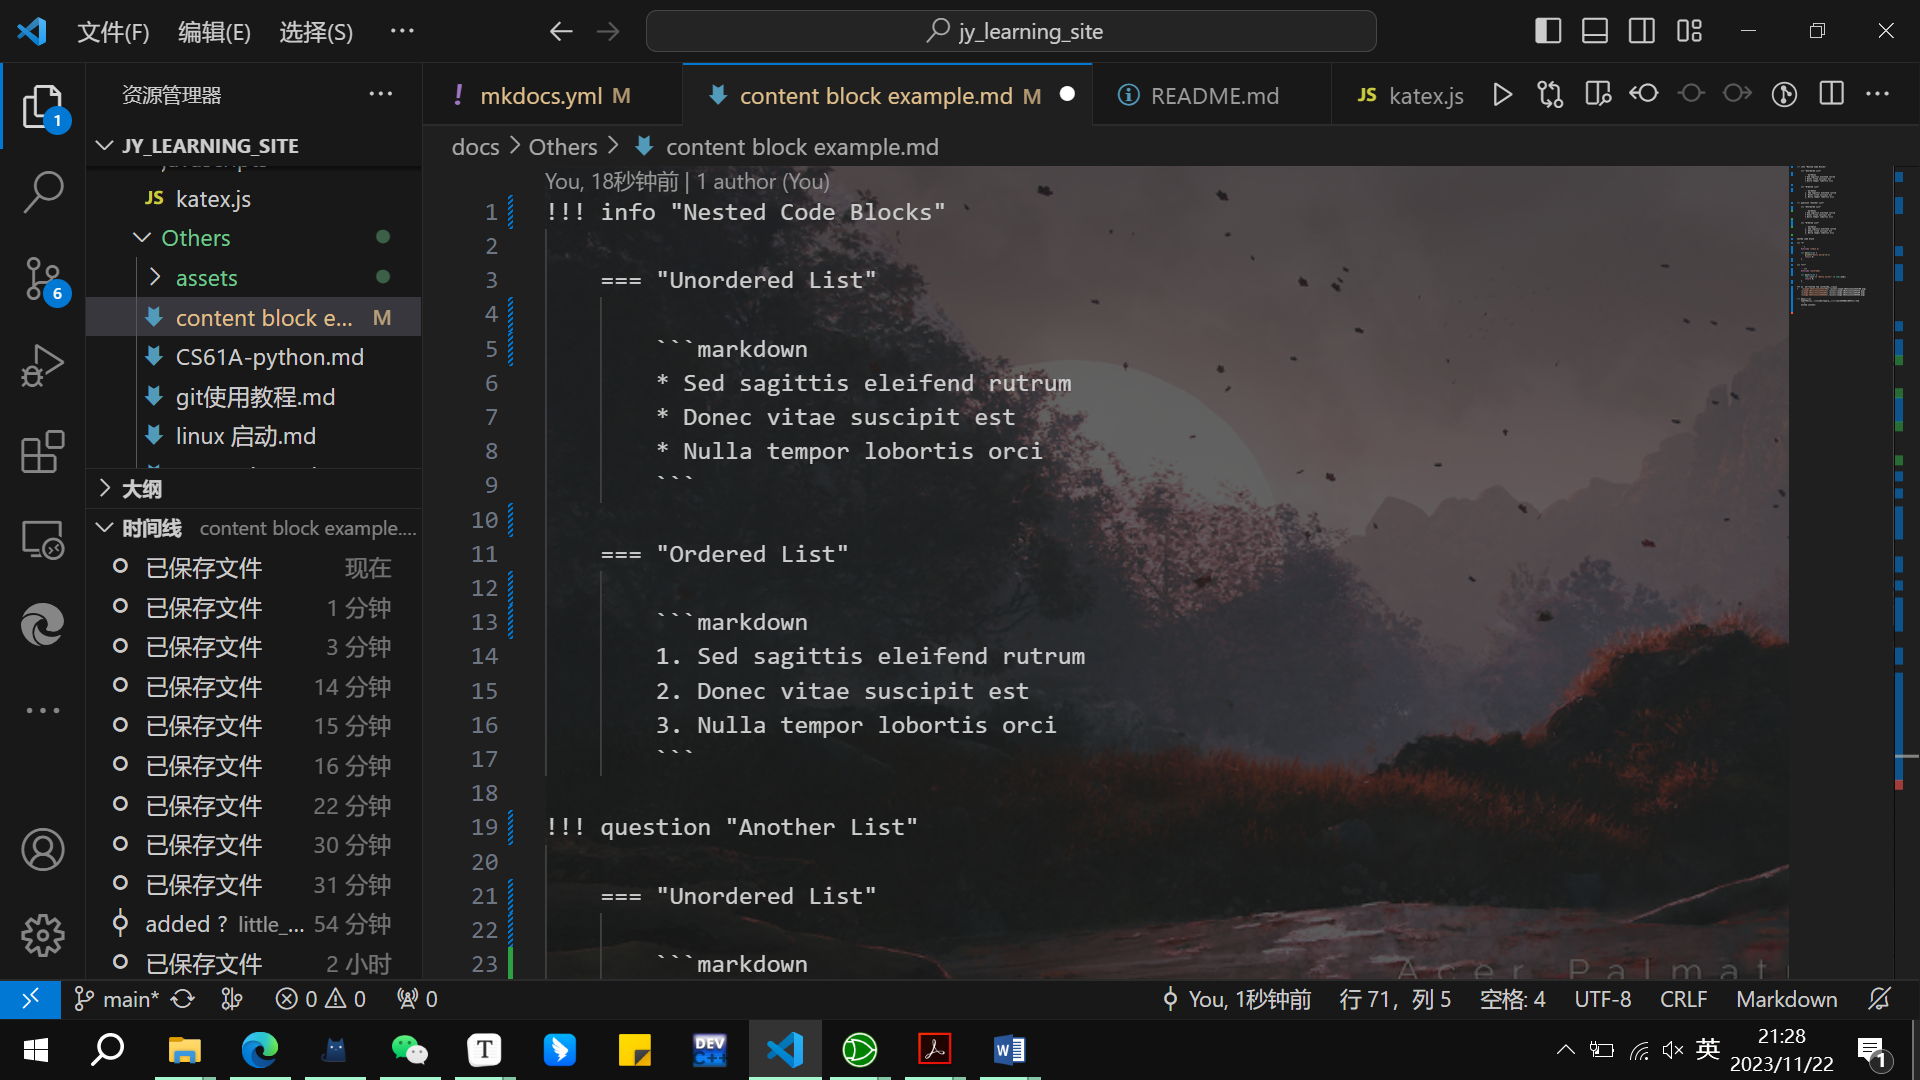 文件(F) 编辑(E) 选择(S) ··· jy_learning_site
资源管理器 ···
! mkdocs.yml M content block example.md M README.md JS katex.js ···
JY_LEARNING_SITE
docs > Others > content block example.md
JS katex.js
Others
assets
content block e... M
CS61A-python.md
git使用教程.md
linux 启动.md
大纲
时间线 content block example....
已保存文件 现在
已保存文件 1 分钟
已保存文件 3 分钟
已保存文件 14 分钟
已保存文件 15 分钟
已保存文件 16 分钟
已保存文件 22 分钟
已保存文件 30 分钟
已保存文件 31 分钟
added ? little_... 54 分钟
已保存文件 2 小时
1
6
You, 18秒钟前 | 1 author (You)
1 !!! info "Nested Code Blocks"
2
3 === "Unordered List"
4
5 ```markdown
6 * Sed sagittis eleifend rutrum
7 * Donec vitae suscipit est
8 * Nulla tempor lobortis orci
9 ```
10
11 === "Ordered List"
12
13 ```markdown
14 1. Sed sagittis eleifend rutrum
15 2. Donec vitae suscipit est
16 3. Nulla tempor lobortis orci
17 ```
18
19 !!! question "Another List"
20
21 === "Unordered List"
22
23 ```markdown
Acer Palmat
main* 0 0 0 You, 1秒钟前 行 71，列 5 空格: 4 UTF-8 CRLF Markdown
T DEV C++ W 英 21:28
2023/11/22 1